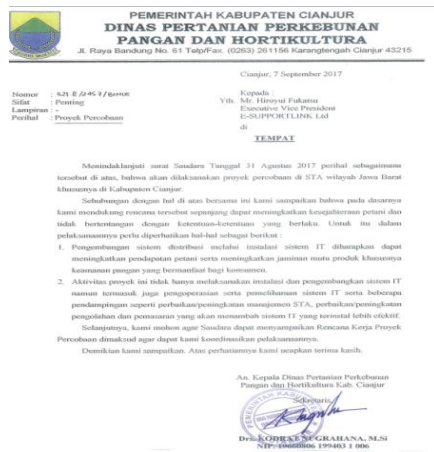 PEMERINTAH KABUPATEN CIANJUR
DINAS PERTANIAN PERKEBUNAN
PANGAN DAN HORTIKULTURA
Jl. Raya Bandung No. 61 Telp/Fax. (0263) 261156 Karangtengah Cianjur 43215
Cianjur, 7 September 2017
Nomor :
Sifat : Penting
Lampiran : -
Perihal : Proyek Percobaan
Kepada :
Yth. Mr. Hiroyui Fukatsu
Executive Vice President
E-SUPPORTLINK Ltd
di
TEMPAT
Menindaklanjuti surat Saudara Tanggal 31 Agustus 2017 perihal sebagaimana
tersebut di atas, bahwa akan dilaksanakan proyek percobaan di STA wilayah Jawa Barat
khususnya di Kabupaten Cianjur.
Sehubungan dengan hal di atas bersama ini kami sampaikan bahwa pada dasarnya
kami mendukung rencana tersebut sepanjang dapat meningkatkan kesejahteraan petani dan
tidak bertentangan dengan ketentuan-ketentuan yang berlaku. Untuk itu dalam
pelaksanaannya perlu diperhatikan hal-hal sebagai berikut :
1. Pengembangan sistem distribusi melalui instalasi sistem IT diharapkan dapat
meningkatkan pendapatan petani serta meningkatkan jaminan mutu produk khususnya
keamanan pangan yang bermanfaat bagi konsumen.
2. Aktivitas proyek ini tidak hanya melaksanakan instalasi dan pengembangkan sistem IT
namun termasuk juga pengoperasian serta pemeliharaan sistem IT serta beberapa
pendampingan seperti perbaikan/peningkatan manajemen STA, perbaikan/peningkatan
pengolahan dan pemasaran yang akan menambah sistem IT yang terinstal lebih efektif.
Selanjutnya, kami mohon agar Saudara dapat menyampaikan Rencana Kerja Proyek
Percobaan dimaksud agar dapat kami koordinasikan pelaksanaannya.
Demikian kami sampaikan. Atas perhatiannya kami ucapkan terima kasih.
An. Kepala Dinas Pertanian Perkebunan
Pangan dan Hortikultura Kab. Cianjur
Sekretaris,
NUGRAHANA, M.Si
NIP. 19660806 199403 1 006